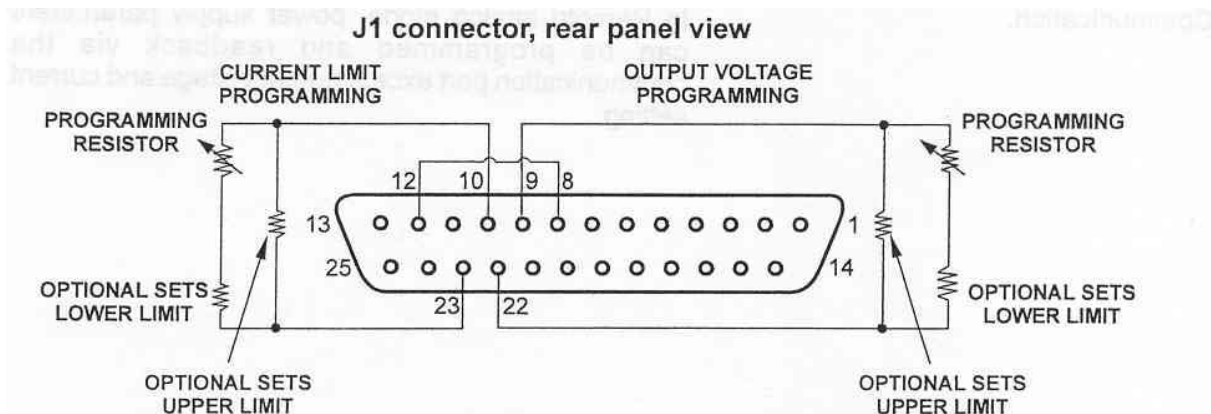 J1 connector, rear panel view
CURRENT LIMIT
PROGRAMMING
OUTPUT VOLTAGE
PROGRAMMING
PROGRAMMING
RESISTOR
PROGRAMMING
RESISTOR
12 10 9 8
13
1
25
14
23 22
OPTIONAL SETS
LOWER LIMIT
OPTIONAL SETS
LOWER LIMIT
OPTIONAL SETS
UPPER LIMIT
OPTIONAL SETS
UPPER LIMIT